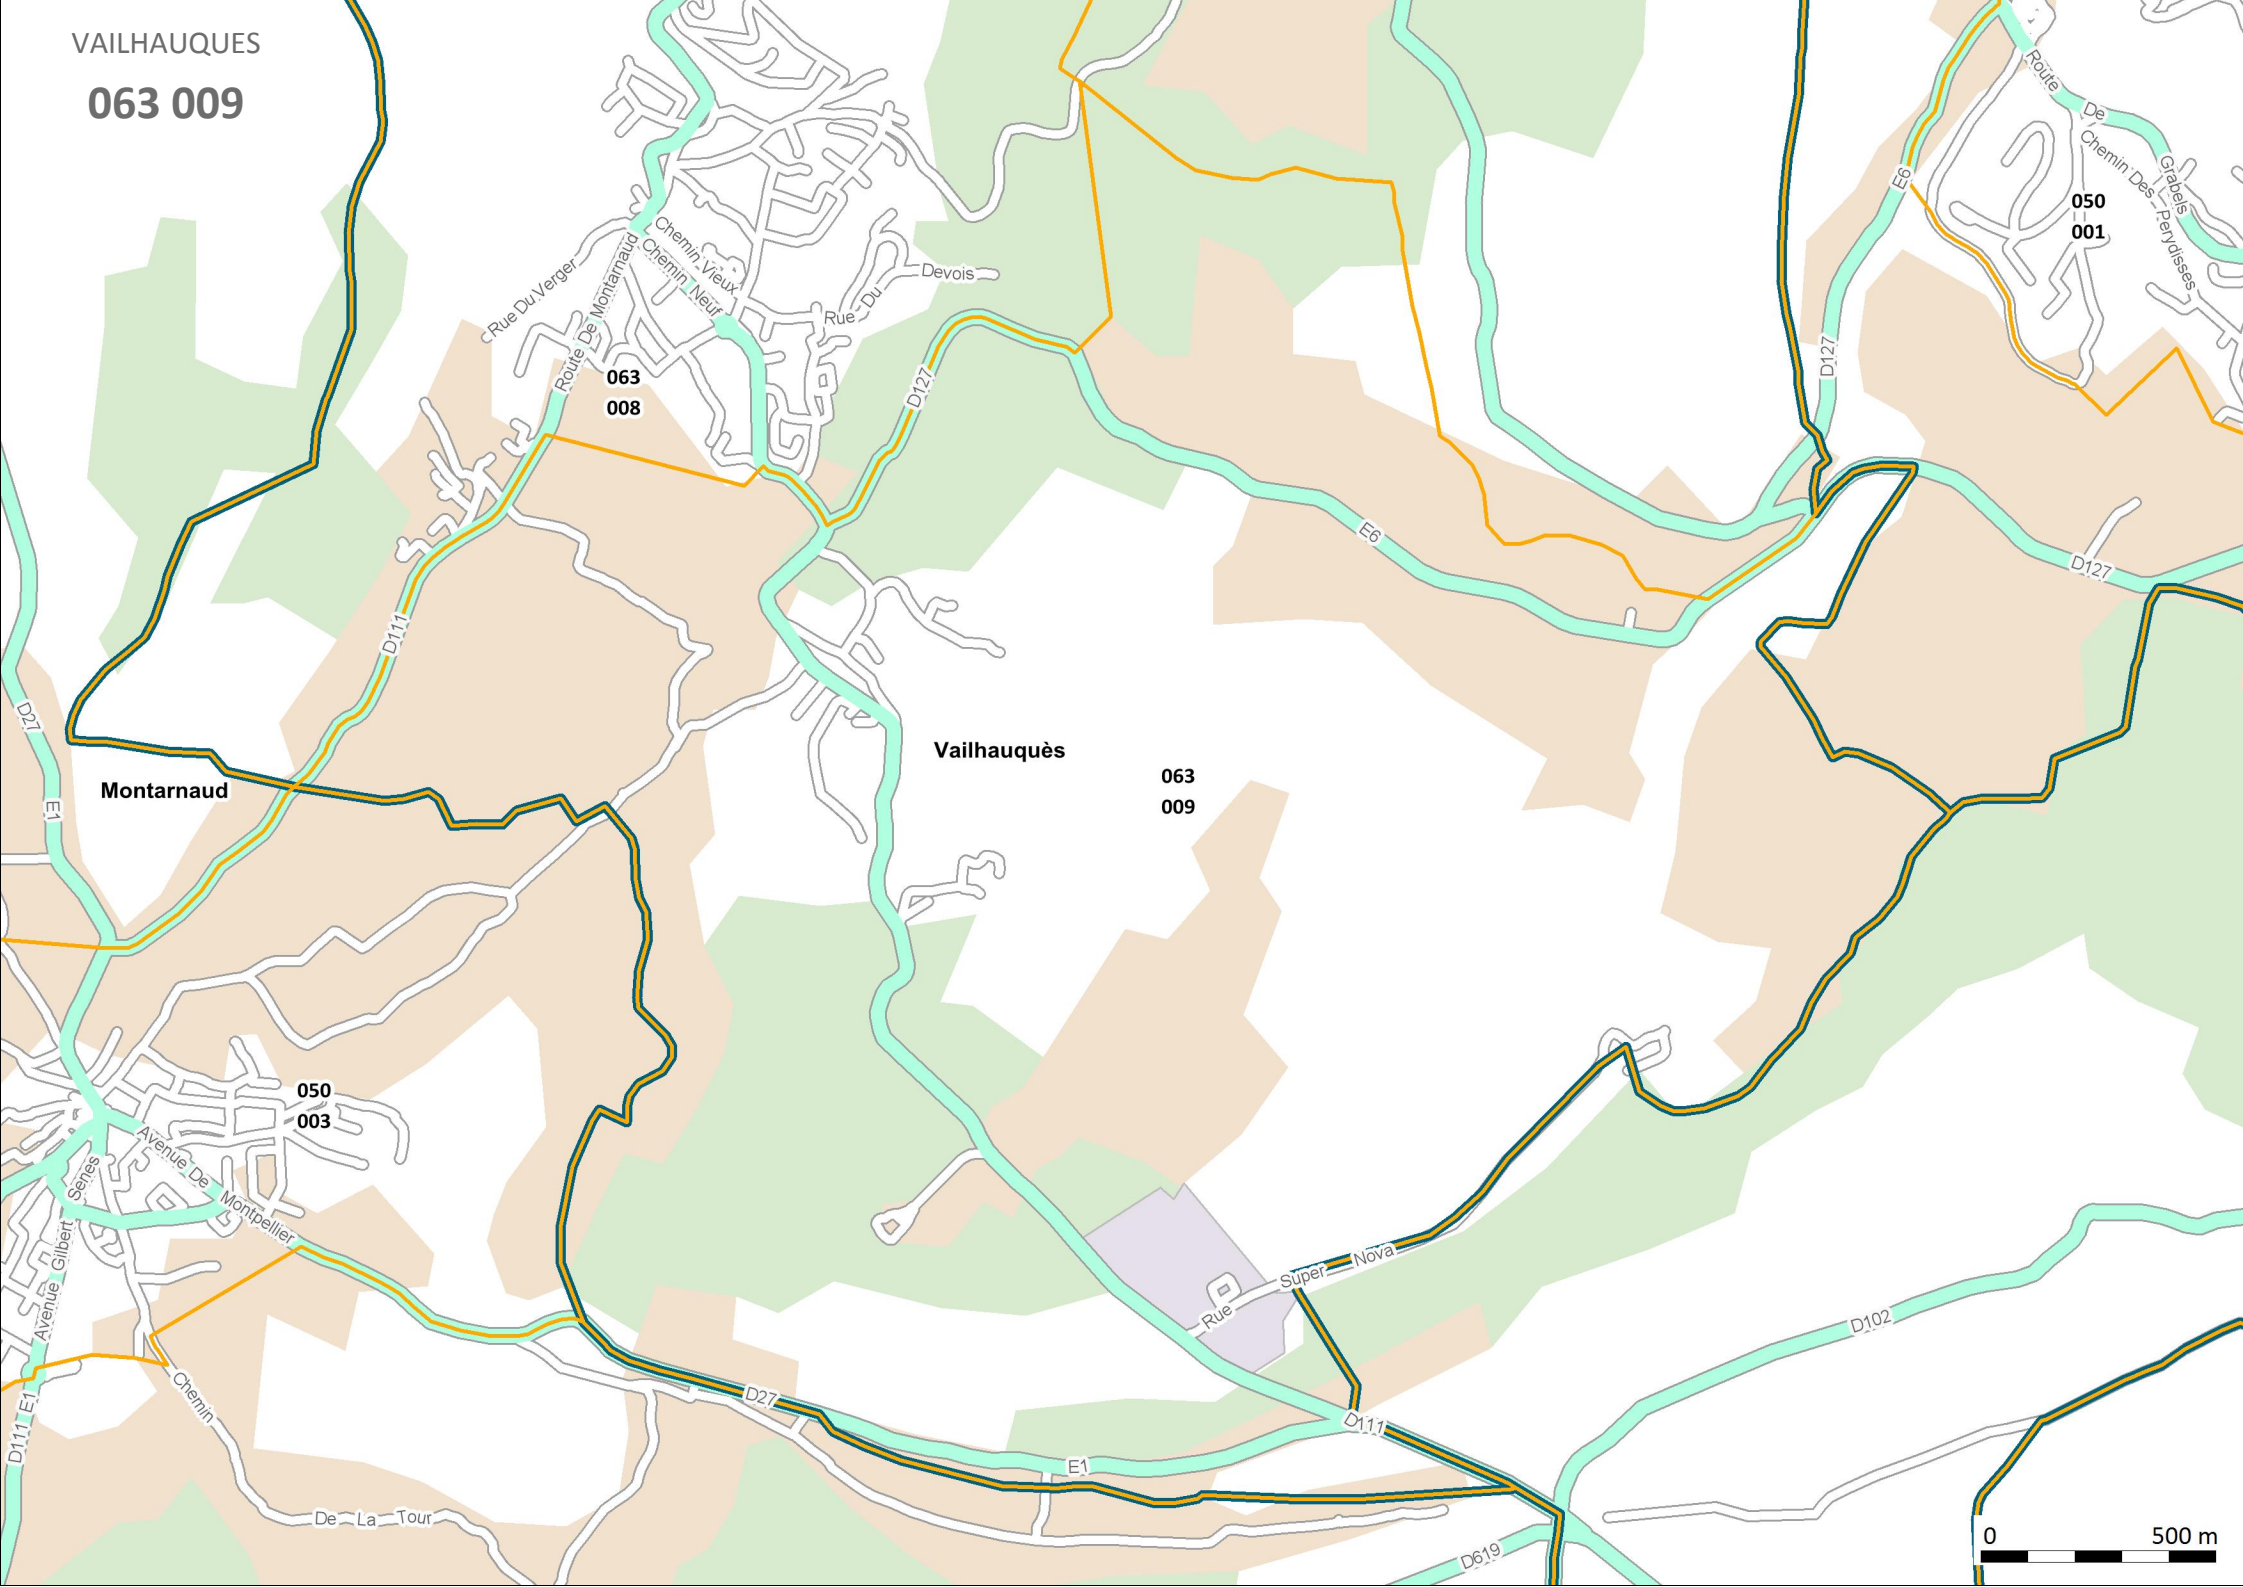 VAILHAUQUES
063 009
Route De Grabels
Chemin Des Perydisses
E6
050
001
Chemin Vieux
Chemin Neuf
Rue Du Verger
Route De Montarnaud
Rue Du Devois
D127
D127
063
008
E6
D127
D111
D27
Vailhauquès
063
009
Montarnaud
E1
050
003
Avenue De Montpellier
Avenue Gilbert Senes
Rue Super Nova
D102
D27
Chemin De La Tour
D111 E1
D111
E1
D619
0 500 m